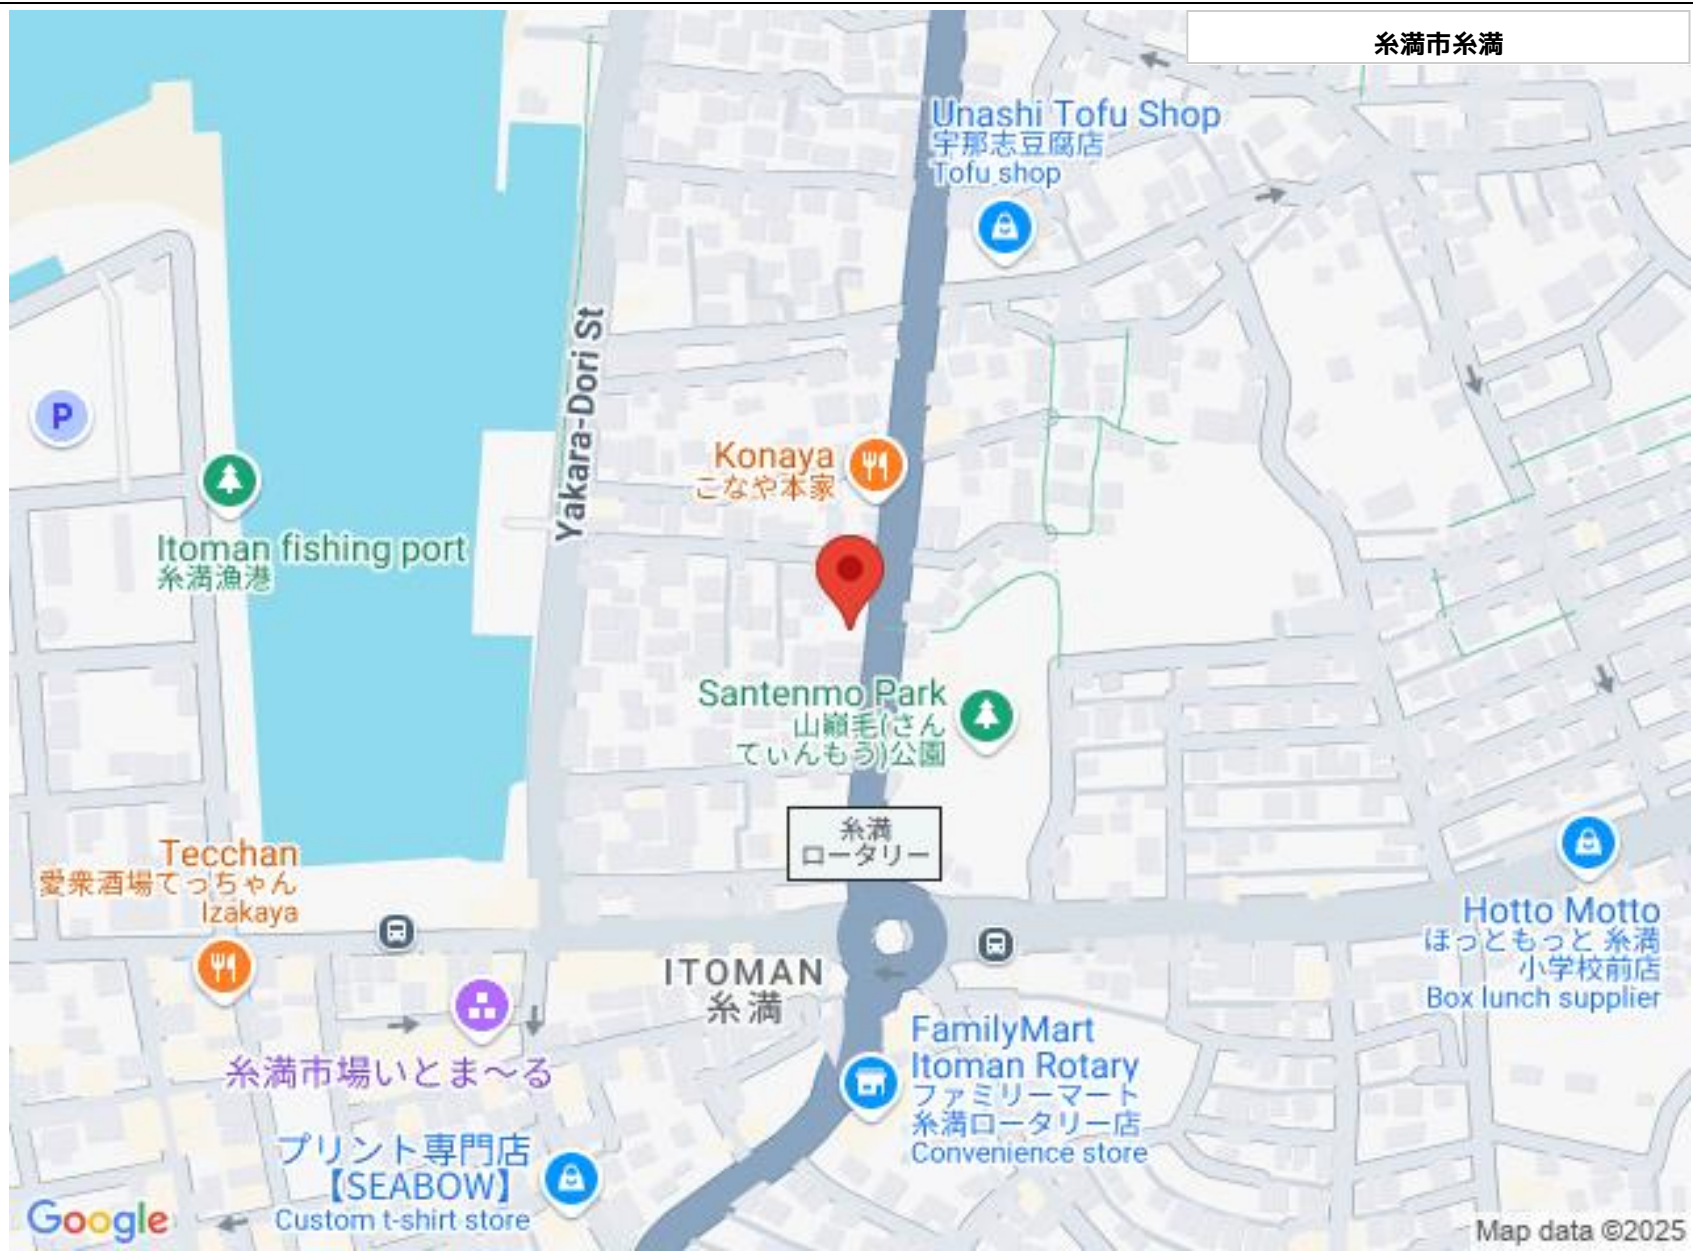 糸満市糸満
Unashi Tofu Shop
宇那志豆腐店
Tofu shop
Yakara-Dori St
P
Konaya
こなや本家
Itoman fishing port
糸満漁港
Santenmo Park
山巓毛(さん
てぃんもう)公園
糸満
ロータリー
Tecchan
愛衆酒場てっちゃん
Izakaya
Hotto Motto
ほっともっと 糸満
小学校前店
Box lunch supplier
ITOMAN
糸満
FamilyMart
Itoman Rotary
ファミリーマート
糸満ロータリー店
Convenience store
糸満市場いとま〜る
プリント専門店
【SEABOW】
Custom t-shirt store
Google
Map data ©2025